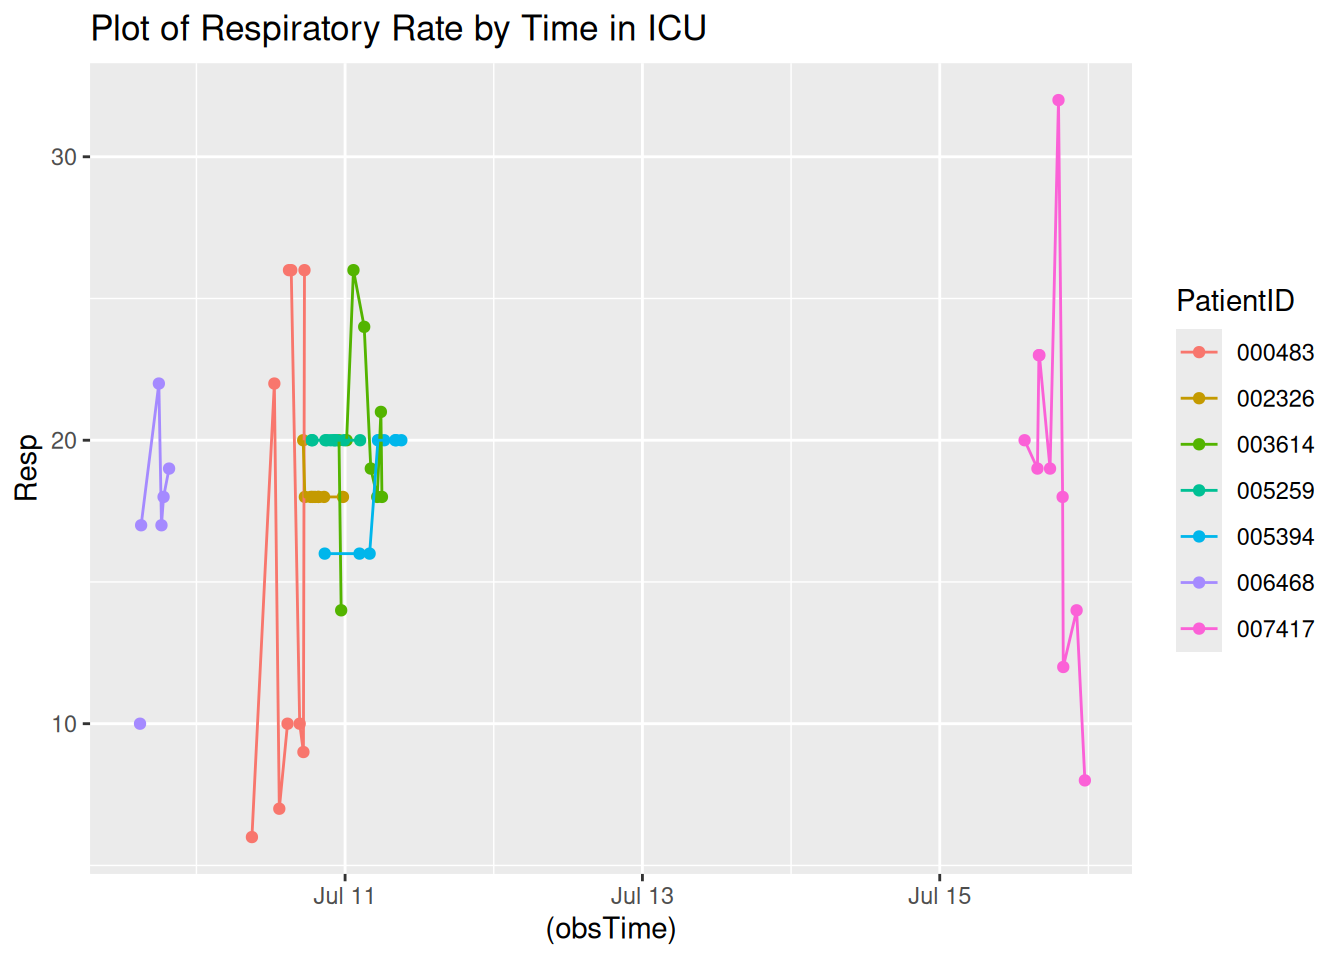 Plot of Respiratory Rate by Time in ICU
30
20
10
Resp
Jul 11
Jul 13
Jul 15
(obsTime)
PatientID
000483
002326
003614
005259
005394
006468
007417